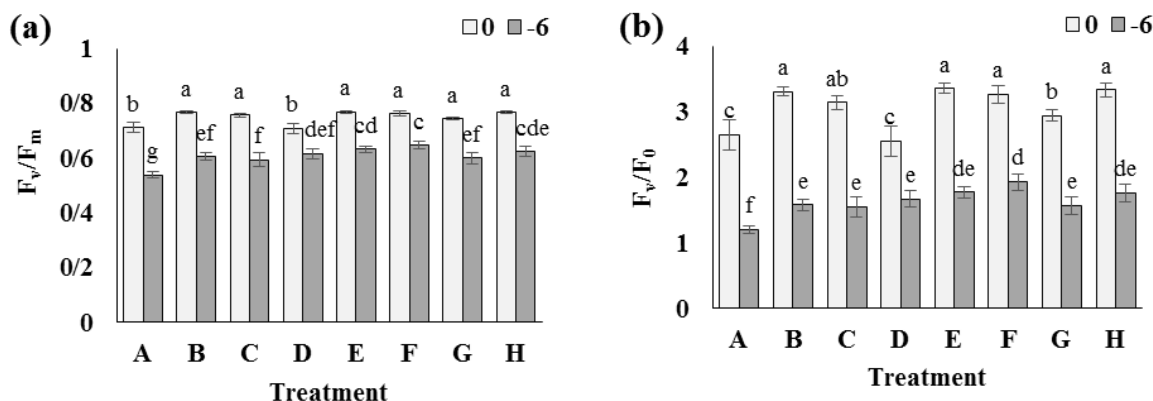 (a)
0 -6
1
0/8
0/6
0/4
0/2
0
Fv/Fm
b a a b a a a a
g ef f def cd c ef cde
A B C D E F G H
Treatment
(b)
0 -6
4
3
2
1
0
Fv/F0
c a ab c a a b a
f e e e de d e de
A B C D E F G H
Treatment